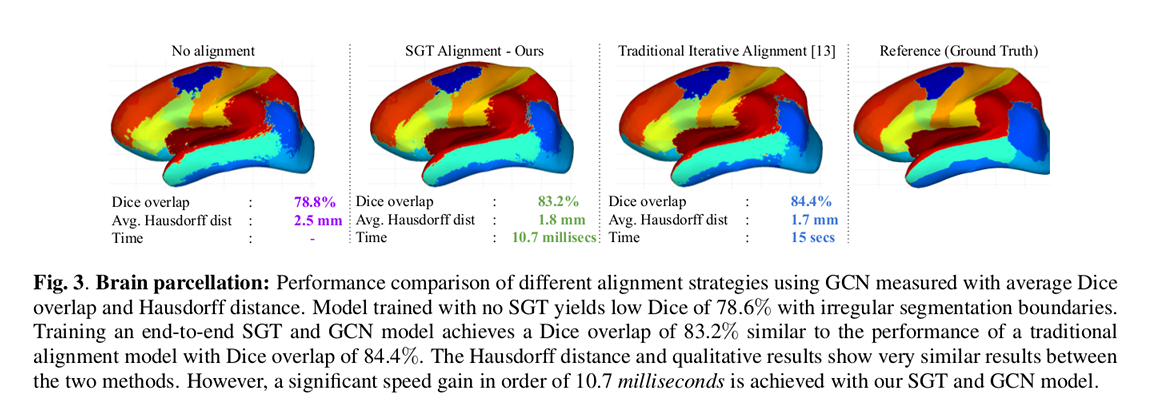 No alignment
SGT Alignment - Ours
Traditional Iterative Alignment [13]
Reference (Ground Truth)
Dice overlap : 78.8%
Avg. Hausdorff dist : 2.5 mm
Time : -
Dice overlap : 83.2%
Avg. Hausdorff dist : 1.8 mm
Time : 10.7 millisecs
Dice overlap : 84.4%
Avg. Hausdorff dist : 1.7 mm
Time : 15 secs
Fig. 3. Brain parcellation: Performance comparison of different alignment strategies using GCN measured with average Dice
overlap and Hausdorff distance. Model trained with no SGT yields low Dice of 78.6% with irregular segmentation boundaries.
Training an end-to-end SGT and GCN model achieves a Dice overlap of 83.2% similar to the performance of a traditional
alignment model with Dice overlap of 84.4%. The Hausdorff distance and qualitative results show very similar results between
the two methods. However, a significant speed gain in order of 10.7 milliseconds is achieved with our SGT and GCN model.